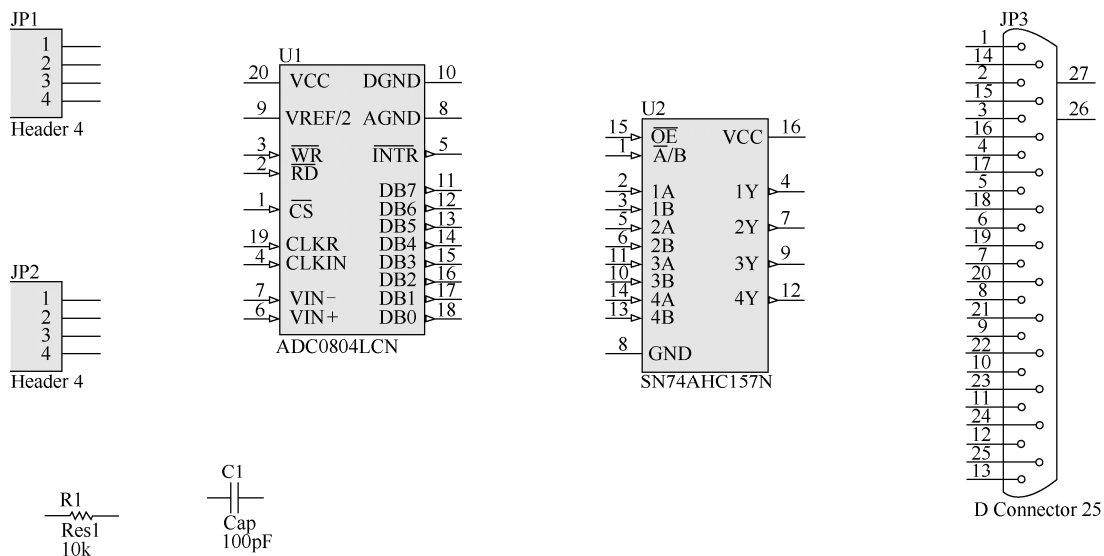 JP1
1
2
3
4
Header 4
JP2
1
2
3
4
Header 4
R1
Res1
10k
C1
Cap
100pF
U1
20 VCC DGND 10
9 VREF/2 AGND 8
3 WR INTR 5
2 RD
DB7 11
1 CS DB6 12
DB5 13
19 CLKR DB4 14
4 CLKIN DB3 15
DB2 16
7 VIN− DB1 17
6 VIN+ DB0 18
ADC0804LCN
U2
15 OE VCC 16
1 A/B
2 1A 1Y 4
3 1B
5 2A 2Y 7
6 2B
11 3A 3Y 9
10 3B
14 4A 4Y 12
13 4B
8 GND
SN74AHC157N
JP3
1
14
2 27
15
3 26
16
4
17
5
18
6
19
7
20
8
21
9
22
10
23
11
24
12
25
13
D Connector 25